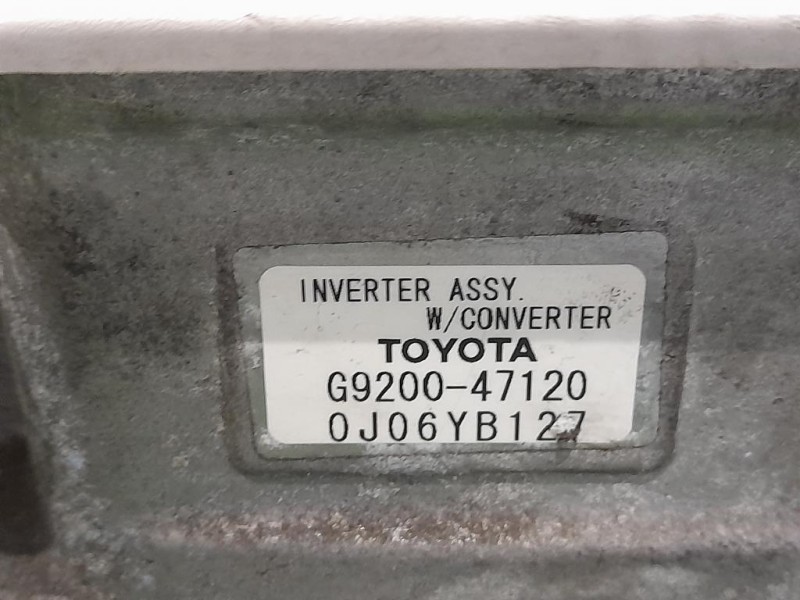 INVERTER ASSY.
W/CONVERTER
TOYOTA
G9200-47120
0J06YB127